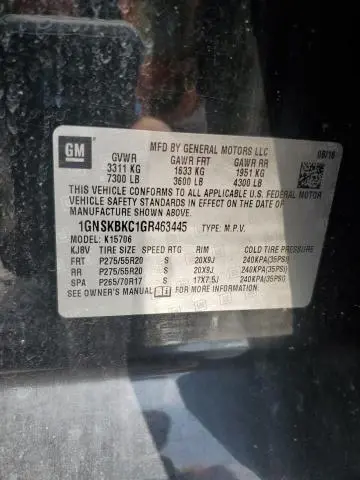 GM
MFD BY GENERAL MOTORS LLC
08/16
GVWR GAWR FRT GAWR RR
3311 KG 1633 KG 1951 KG
7300 LB 3600 LB 4300 LB
THIS VEHICLE CONFORMS TO ALL APPLICABLE U.S. FEDERAL MOTOR
VEHICLE SAFETY STANDARDS IN EFFECT ON THE DATE OF
MANUFACTURE SHOWN ABOVE.
1GNSKBKC1GR463445 TYPE: M.P.V.
MODEL: K15706
KJ8V TIRE SIZE SPEED RTG RIM COLD TIRE PRESSURE
FRT P275/55R20 S 20X9J 240KPA(35PSI)
RR P275/55R20 S 20X9J 240KPA(35PSI)
SPA P265/70R17 S 17X7.5J 240KPA(35PSI)
SEE OWNER'S MANUAL FOR MORE INFORMATION.